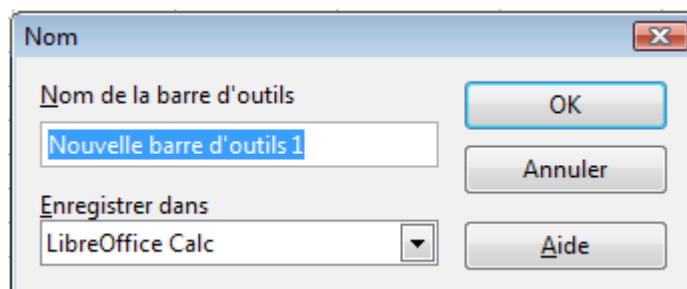 Nom
Nom de la barre d'outils
Nouvelle barre d'outils 1
Enregistrer dans
LibreOffice Calc
OK
Annuler
Aide